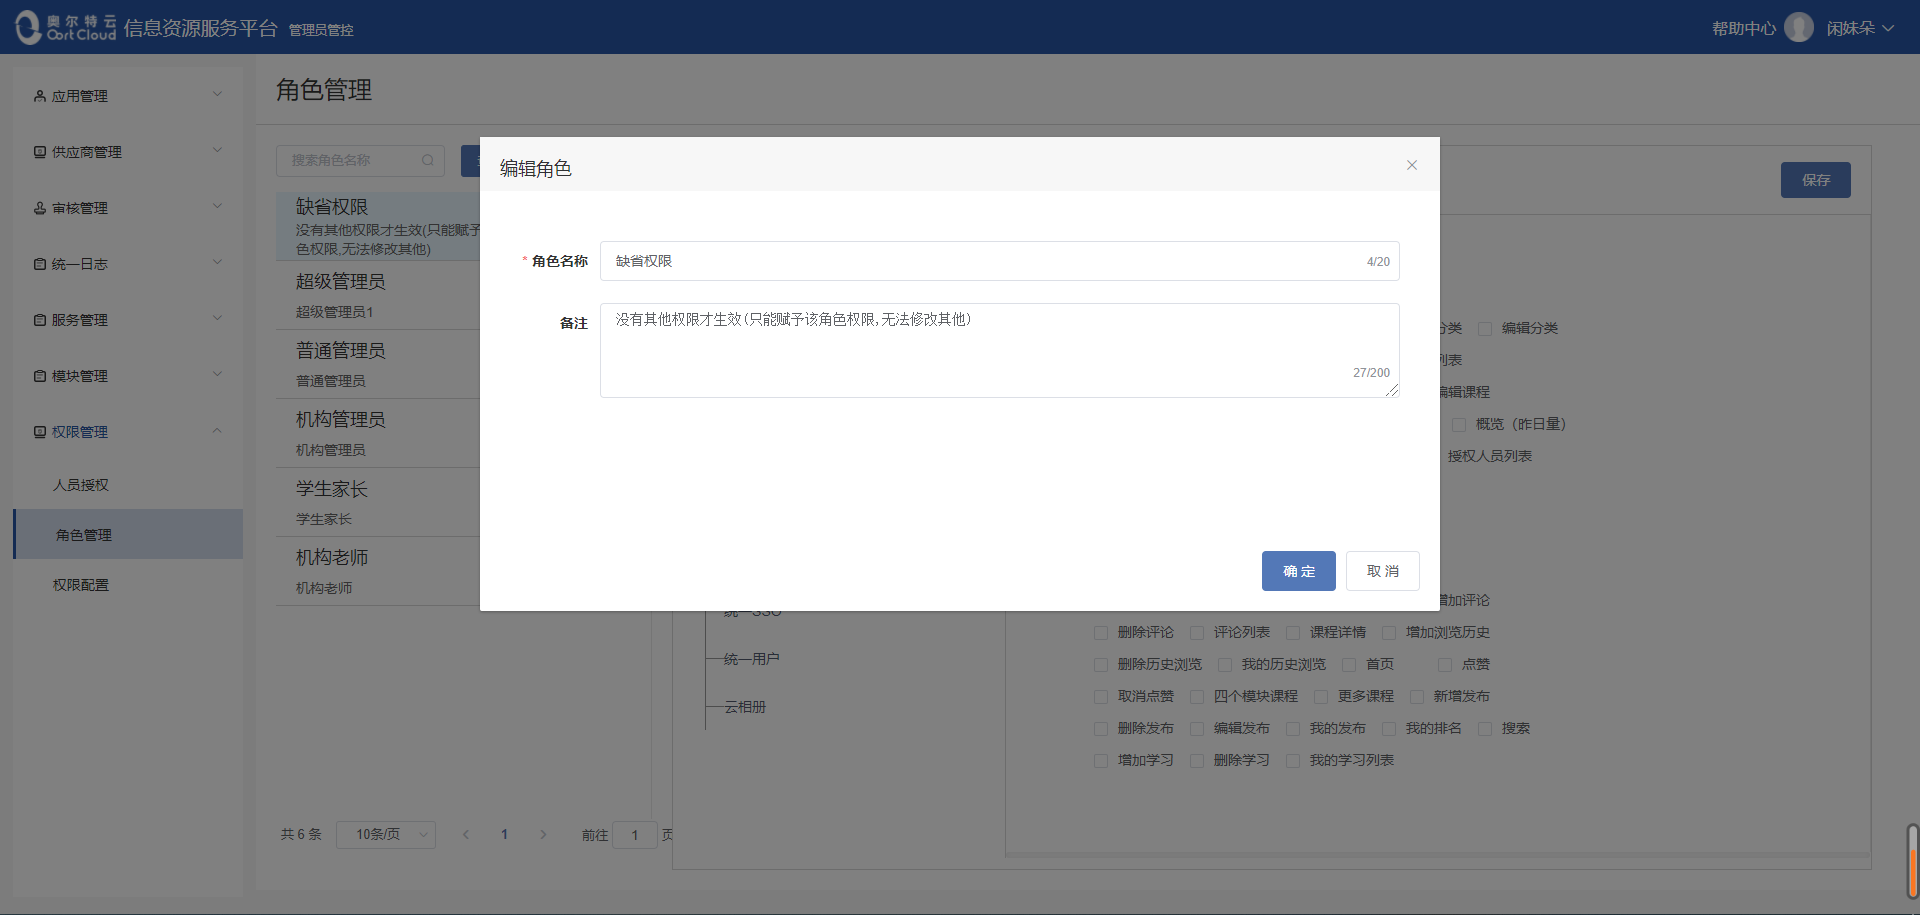 奥尔特云
Oort Cloud
信息资源服务平台 管理员管控
帮助中心 闲妹朵
应用管理
供应商管理
审核管理
统一日志
服务管理
模块管理
权限管理
人员授权
角色管理
权限配置
角色管理
搜索角色名称
保存
缺省权限
没有其他权限才生效(只能赋予
色权限,无法修改其他)
超级管理员
超级管理员1
普通管理员
普通管理员
机构管理员
机构管理员
学生家长
学生家长
机构老师
机构老师
共 6 条 10条/页 1 前往 1 页
编辑角色
* 角色名称 缺省权限 4/20
备注 没有其他权限才生效(只能赋予该角色权限,无法修改其他)
27/200
确 定 取 消
统一SSO
统一用户
云相册
分类 编辑分类
列表
编辑课程
概览（昨日量）
授权人员列表
增加评论
删除评论 评论列表 课程详情 增加浏览历史
删除历史浏览 我的历史浏览 首页 点赞
取消点赞 四个模块课程 更多课程 新增发布
删除发布 编辑发布 我的发布 我的排名 搜索
增加学习 删除学习 我的学习列表